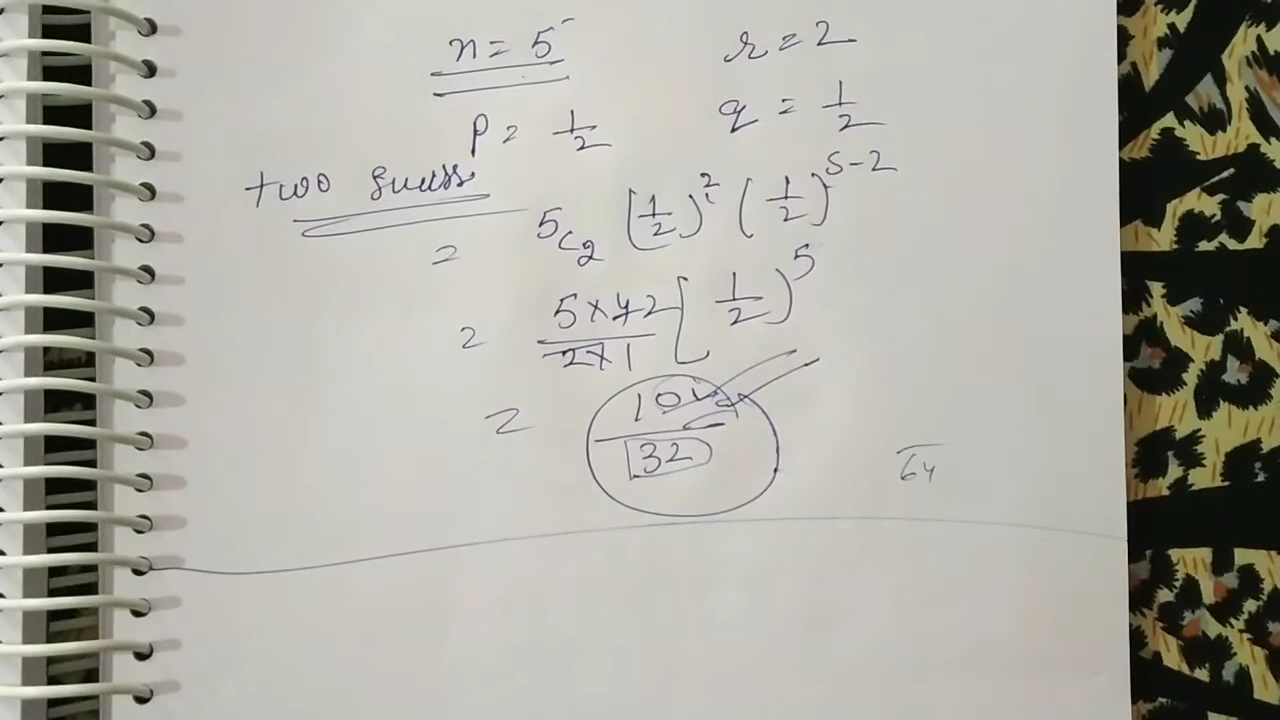 n = 5 r = 2
p = 1/2 q = 1/2
two
= 5C2 (1/2)^2 (1/2)^5-2
= 5×4/2×1 (1/2)^5
= 10/32
64